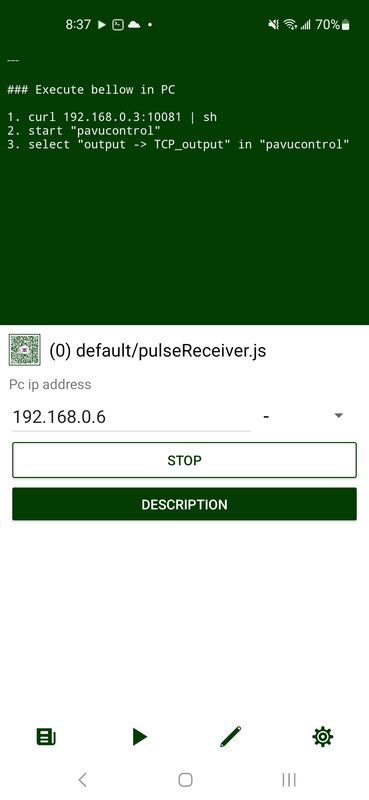 8:37
70%
---
### Execute bellow in PC
1. curl 192.168.0.3:10081 | sh
2. start "pavucontrol"
3. select "output -> TCP_output" in "pavucontrol"
(0) default/pulseReceiver.js
Pc ip address
192.168.0.6
-
STOP
DESCRIPTION